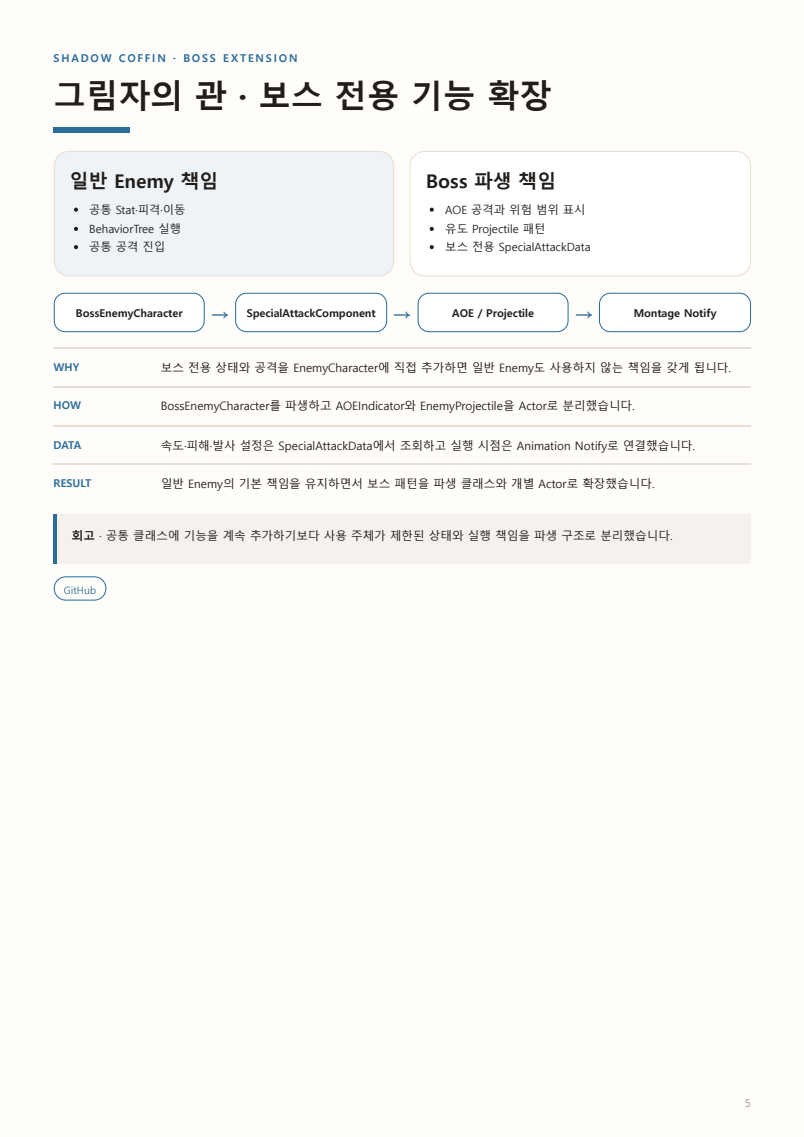 SHADOW COFFIN · BOSS EXTENSION
그림자의 관 · 보스 전용 기능 확장
일반 Enemy 책임
• 공통 Stat·피격·이동
• BehaviorTree 실행
• 공통 공격 진입
Boss 파생 책임
• AOE 공격과 위험 범위 표시
• 유도 Projectile 패턴
• 보스 전용 SpecialAttackData
BossEnemyCharacter → SpecialAttackComponent → AOE / Projectile → Montage Notify
WHY 보스 전용 상태와 공격을 EnemyCharacter에 직접 추가하면 일반 Enemy도 사용하지 않는 책임을 갖게 됩니다.
HOW BossEnemyCharacter를 파생하고 AOEIndicator와 EnemyProjectile을 Actor로 분리했습니다.
DATA 속도·피해·발사 설정은 SpecialAttackData에서 조회하고 실행 시점은 Animation Notify로 연결했습니다.
RESULT 일반 Enemy의 기본 책임을 유지하면서 보스 패턴을 파생 클래스와 개별 Actor로 확장했습니다.
회고 · 공통 클래스에 기능을 계속 추가하기보다 사용 주체가 제한된 상태와 실행 책임을 파생 구조로 분리했습니다.
GitHub
5